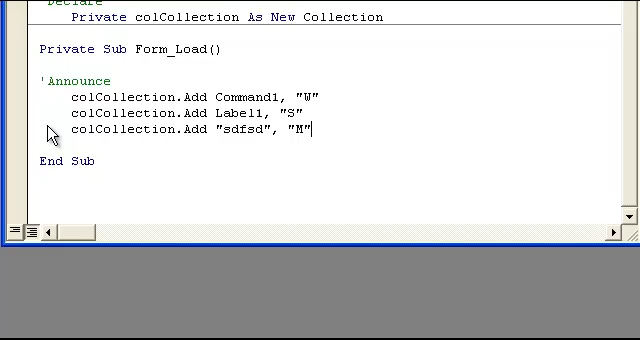 'Declare
Private colCollection As New Collection
Private Sub Form_Load()
'Announce
colCollection.Add Command1, "W"
colCollection.Add Label1, "S"
colCollection.Add "sdfsd", "M"
End Sub